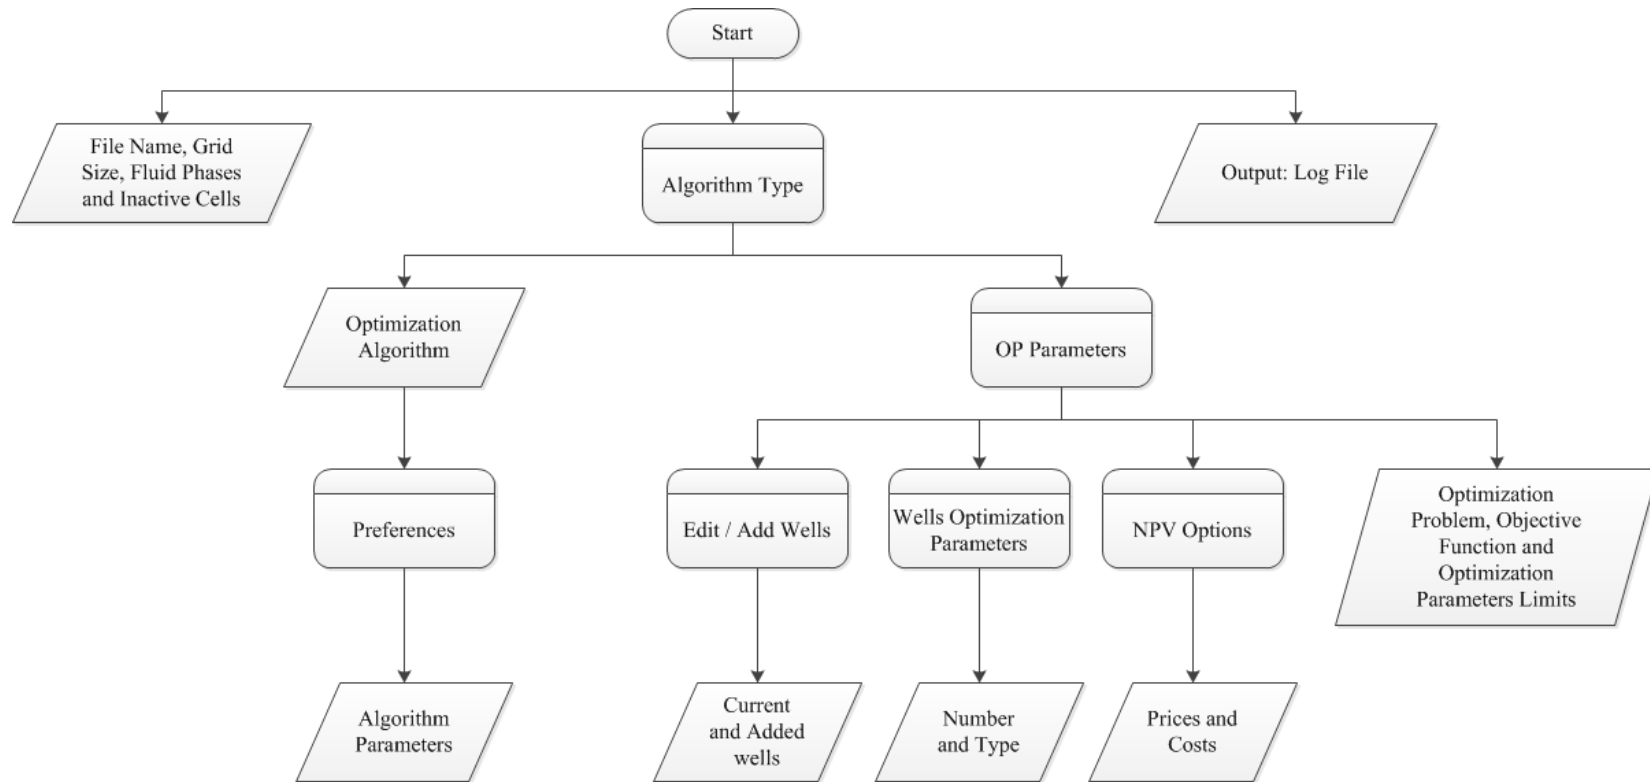 Start
File Name, Grid
Size, Fluid Phases
and Inactive Cells
Algorithm Type
Output: Log File
Optimization
Algorithm
OP Parameters
Preferences
Edit / Add Wells
Wells Optimization
Parameters
NPV Options
Optimization
Problem, Objective
Function and
Optimization
Parameters Limits
Algorithm
Parameters
Current
and Added
wells
Number
and Type
Prices and
Costs